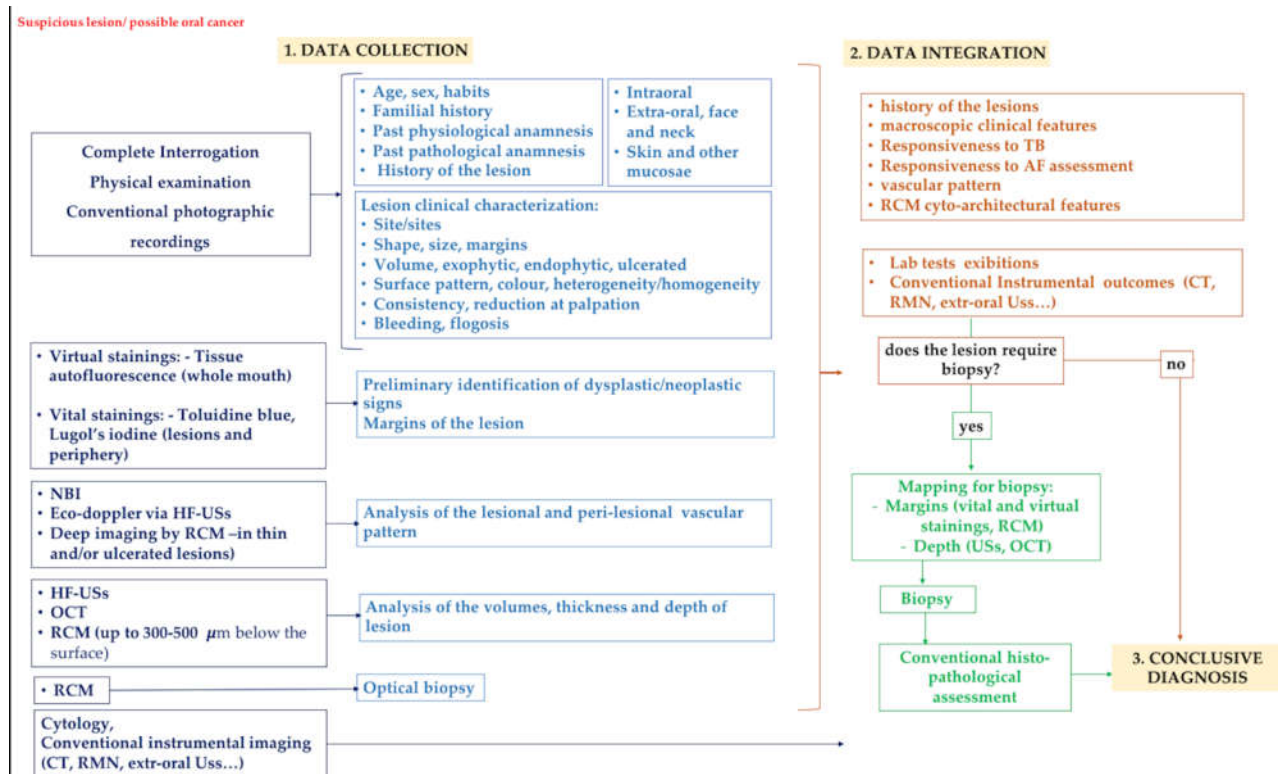 Suspicious lesion/ possible oral cancer
1. DATA COLLECTION
Complete Interrogation
Physical examination
Conventional photographic
recordings
• Age, sex, habits
• Familial history
• Past physiological anamnesis
• Past pathological anamnesis
• History of the lesion
• Intraoral
• Extra-oral, face
and neck
• Skin and other
mucosae
Lesion clinical characterization:
• Site/sites
• Shape, size, margins
• Volume, exophytic, endophytic, ulcerated
• Surface pattern, colour, heterogeneity/homogeneity
• Consistency, reduction at palpation
• Bleeding, flogosis
• Virtual stainings: - Tissue
autofluorescence (whole mouth)
• Vital stainings: - Toluidine blue,
Lugol's iodine (lesions and
periphery)
Preliminary identification of dysplastic/neoplastic
signs
Margins of the lesion
• NBI
• Eco-doppler via HF-USs
• Deep imaging by RCM –in thin
and/or ulcerated lesions)
Analysis of the lesional and peri-lesional vascular
pattern
• HF-USs
• OCT
• RCM (up to 300-500 μm below the
surface)
Analysis of the volumes, thickness and depth of
lesion
• RCM
Optical biopsy
Cytology,
Conventional instrumental imaging
(CT, RMN, extr-oral Uss...)
2. DATA INTEGRATION
• history of the lesions
• macroscopic clinical features
• Responsiveness to TB
• Responsiveness to AF assessment
• vascular pattern
• RCM cyto-architectural features
• Lab tests exibitions
• Conventional Instrumental outcomes (CT,
RMN, extr-oral Uss...)
does the lesion require
biopsy?
no
yes
Mapping for biopsy:
- Margins (vital and virtual
stainings, RCM)
- Depth (USs, OCT)
Biopsy
Conventional histo-
pathological
assessment
3. CONCLUSIVE
DIAGNOSIS